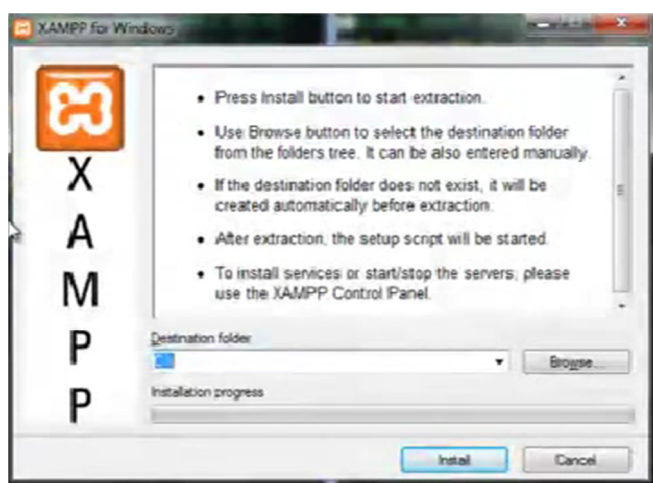 XAMPP for Windows
X
A
M
P
P
• Press Install button to start extraction.
• Use Browse button to select the destination folder
from the folders tree. It can be also entered manually.
• If the destination folder does not exist, it will be
created automatically before extraction.
• After extraction, the setup script will be started.
• To install services or start/stop the servers, please
use the XAMPP Control Panel.
Destination folder
Browse...
Installation progress
Install
Cancel